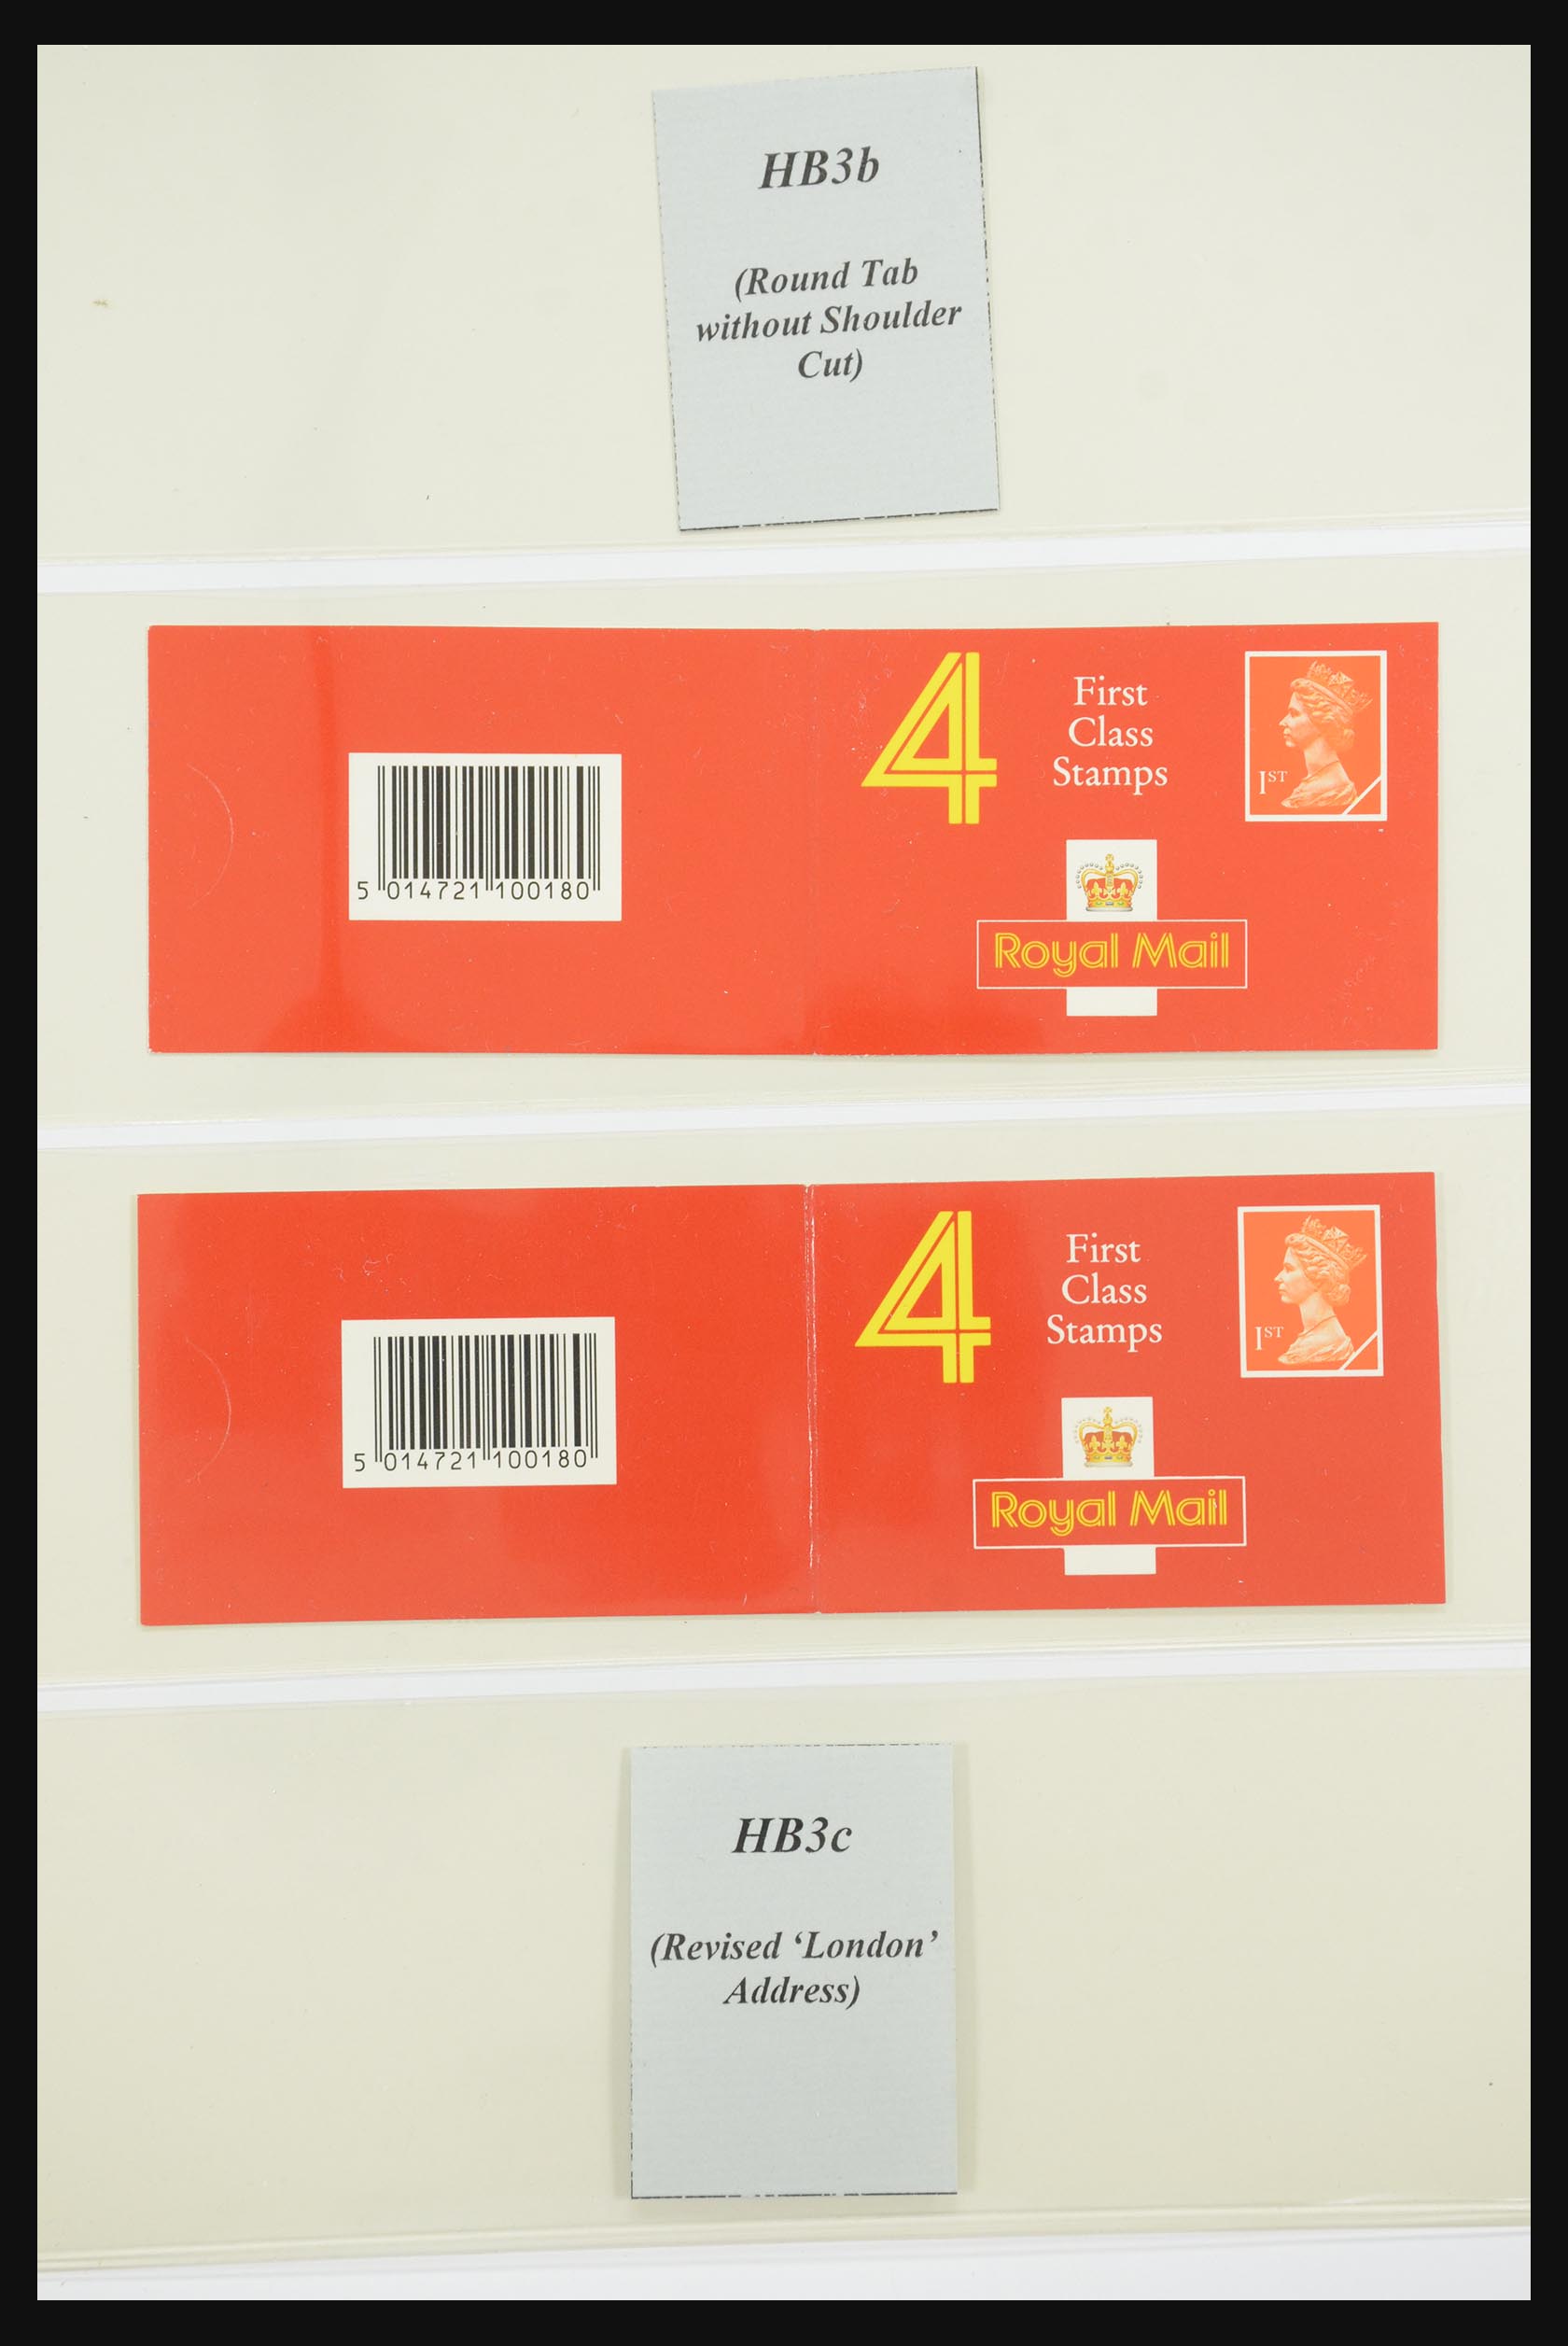 HB3b
(Round Tab
without Shoulder
Cut)
4
First
Class
Stamps
1ST
5 014721 100180
Royal Mail
4
First
Class
Stamps
1ST
5 014721 100180
Royal Mail
HB3c
(Revised ‘London’
Address)